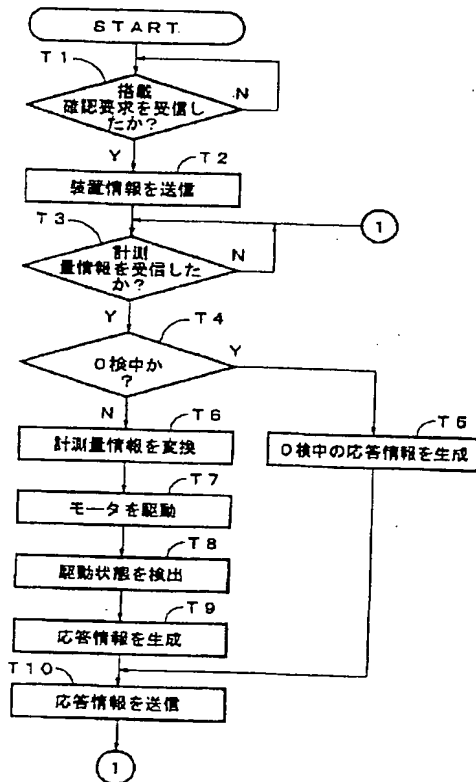 START
T1
搭載
確認要求を受信し
たか?
N
Y
T2
装置情報を送信
T3
1
計測
量情報を受信した
か?
N
Y
T4
0検中か
?
Y
N
T6
計測量情報を変換
T5
0検中の応答情報を生成
T7
モータを駆動
T8
駆動状態を検出
T9
応答情報を生成
T10
応答情報を送信
1